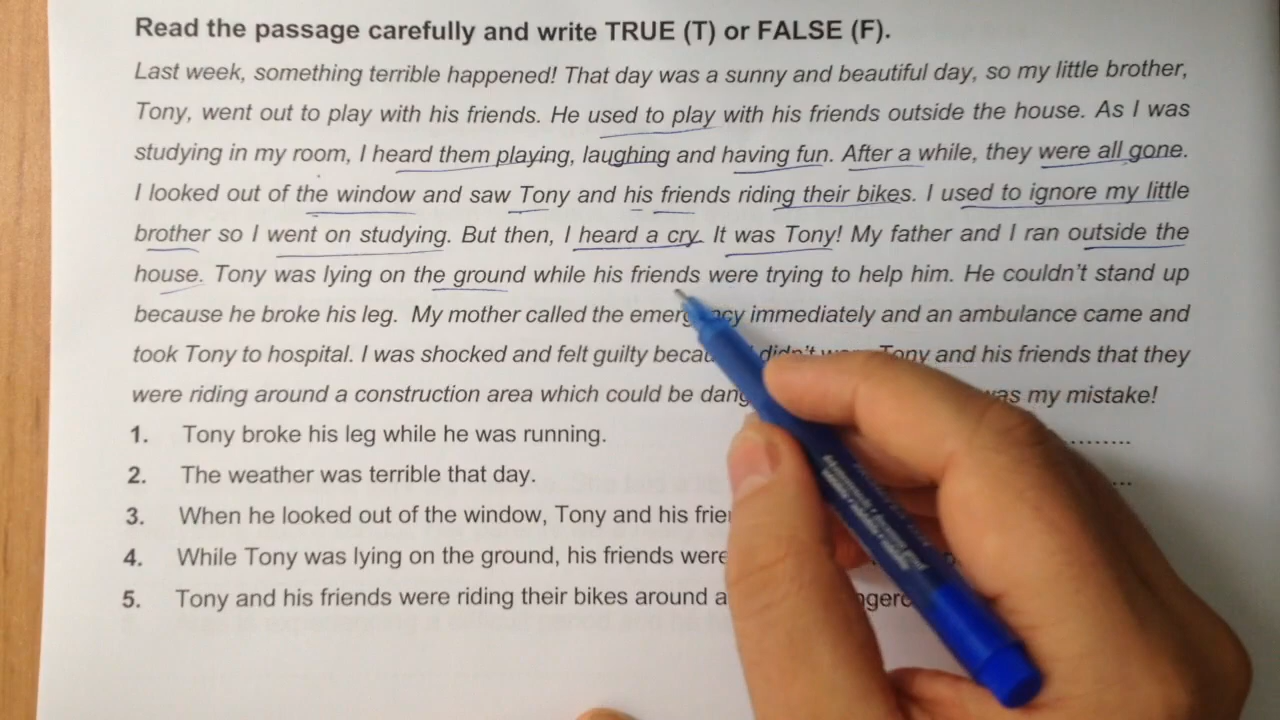 Read the passage carefully and write TRUE (T) or FALSE (F).
Last week, something terrible happened! That day was a sunny and beautiful day, so my little brother,
Tony, went out to play with his friends. He used to play with his friends outside the house. As I was
studying in my room, I heard them playing, laughing and having fun. After a while, they were all gone.
I looked out of the window and saw Tony and his friends riding their bikes. I used to ignore my little
brother so I went on studying. But then, I heard a cry. It was Tony! My father and I ran outside the
house. Tony was lying on the ground while his friends were trying to help him. He couldn't stand up
because he broke his leg. My mother called the emergency immediately and an ambulance came and
took Tony to hospital. I was shocked and felt guilty because didn't Tony and his friends that they
were riding around a construction area which could be was my mistake!
1. Tony broke his leg while he was running. .........
2. The weather was terrible that day. ...
3. When he looked out of the window, Tony and his
4. While Tony was lying on the ground, his friends were
5. Tony and his friends were riding their bikes around a